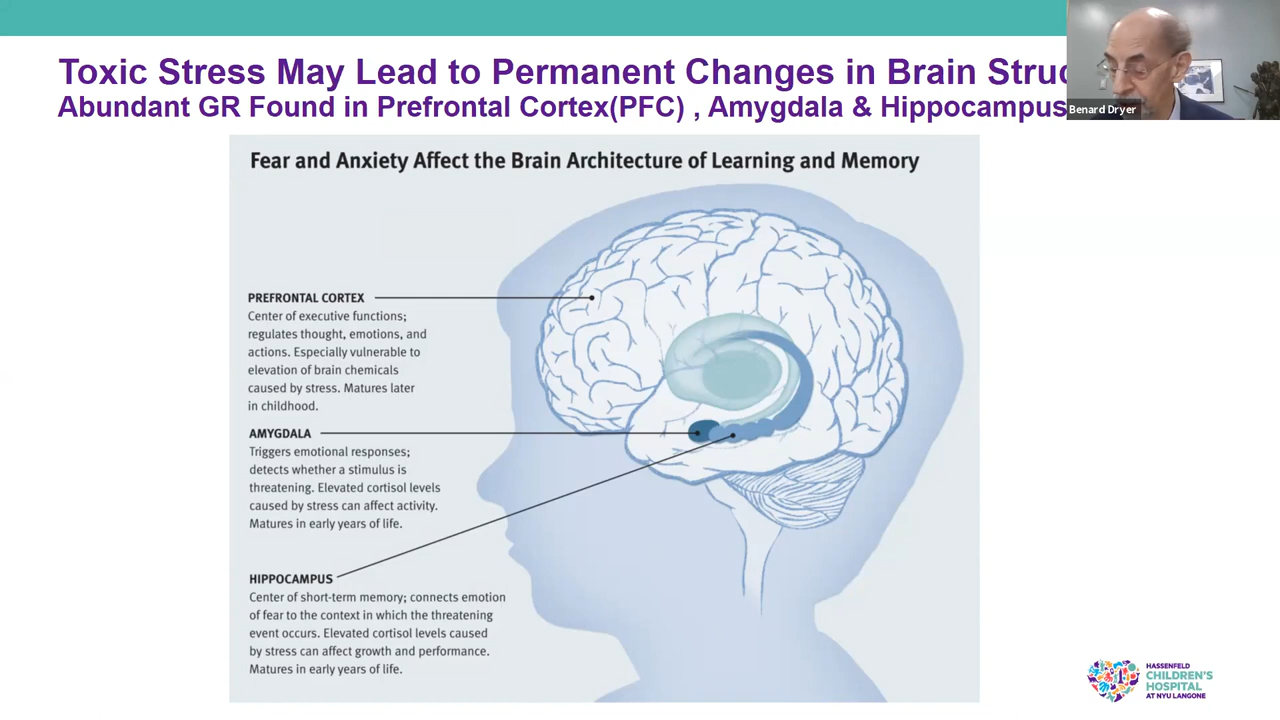 Toxic Stress May Lead to Permanent Changes in Brain Struc
Abundant GR Found in Prefrontal Cortex(PFC) , Amygdala & Hippocampus
Benard Dryer
Fear and Anxiety Affect the Brain Architecture of Learning and Memory
PREFRONTAL CORTEX
Center of executive functions;
regulates thought, emotions, and
actions. Especially vulnerable to
elevation of brain chemicals
caused by stress. Matures later
in childhood.
AMYGDALA
Triggers emotional responses;
detects whether a stimulus is
threatening. Elevated cortisol levels
caused by stress can affect activity.
Matures in early years of life.
HIPPOCAMPUS
Center of short-term memory; connects emotion
of fear to the context in which the threatening
event occurs. Elevated cortisol levels caused
by stress can affect growth and performance.
Matures in early years of life.
HASSENFELD
CHILDREN'S
HOSPITAL
AT NYU LANGONE